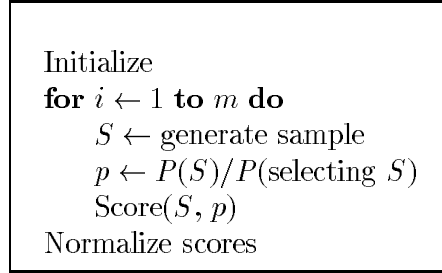 Initialize
for i ← 1 to m do
S ← generate sample
p ← P(S)/P(selecting S)
Score(S, p)
Normalize scores